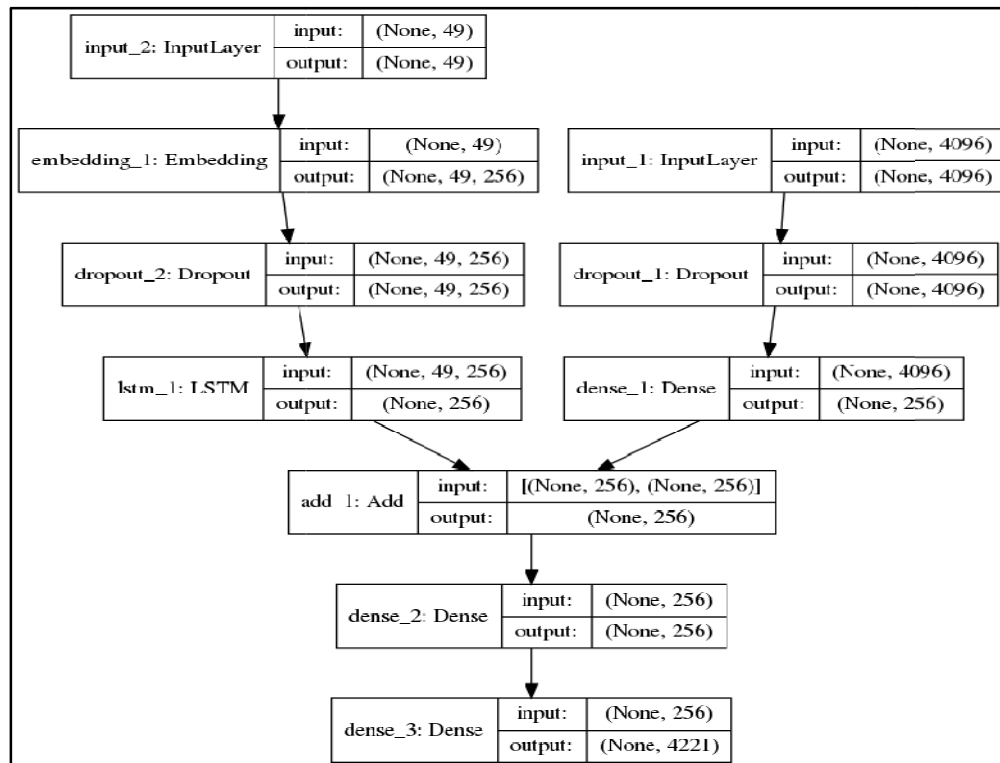 input_2: InputLayer
input: (None, 49)
output: (None, 49)
embedding_1: Embedding
input: (None, 49)
output: (None, 49, 256)
input_1: InputLayer
input: (None, 4096)
output: (None, 4096)
dropout_2: Dropout
input: (None, 49, 256)
output: (None, 49, 256)
dropout_1: Dropout
input: (None, 4096)
output: (None, 4096)
lstm_1: LSTM
input: (None, 49, 256)
output: (None, 256)
dense_1: Dense
input: (None, 4096)
output: (None, 256)
add_1: Add
input: [(None, 256), (None, 256)]
output: (None, 256)
dense_2: Dense
input: (None, 256)
output: (None, 256)
dense_3: Dense
input: (None, 256)
output: (None, 4221)